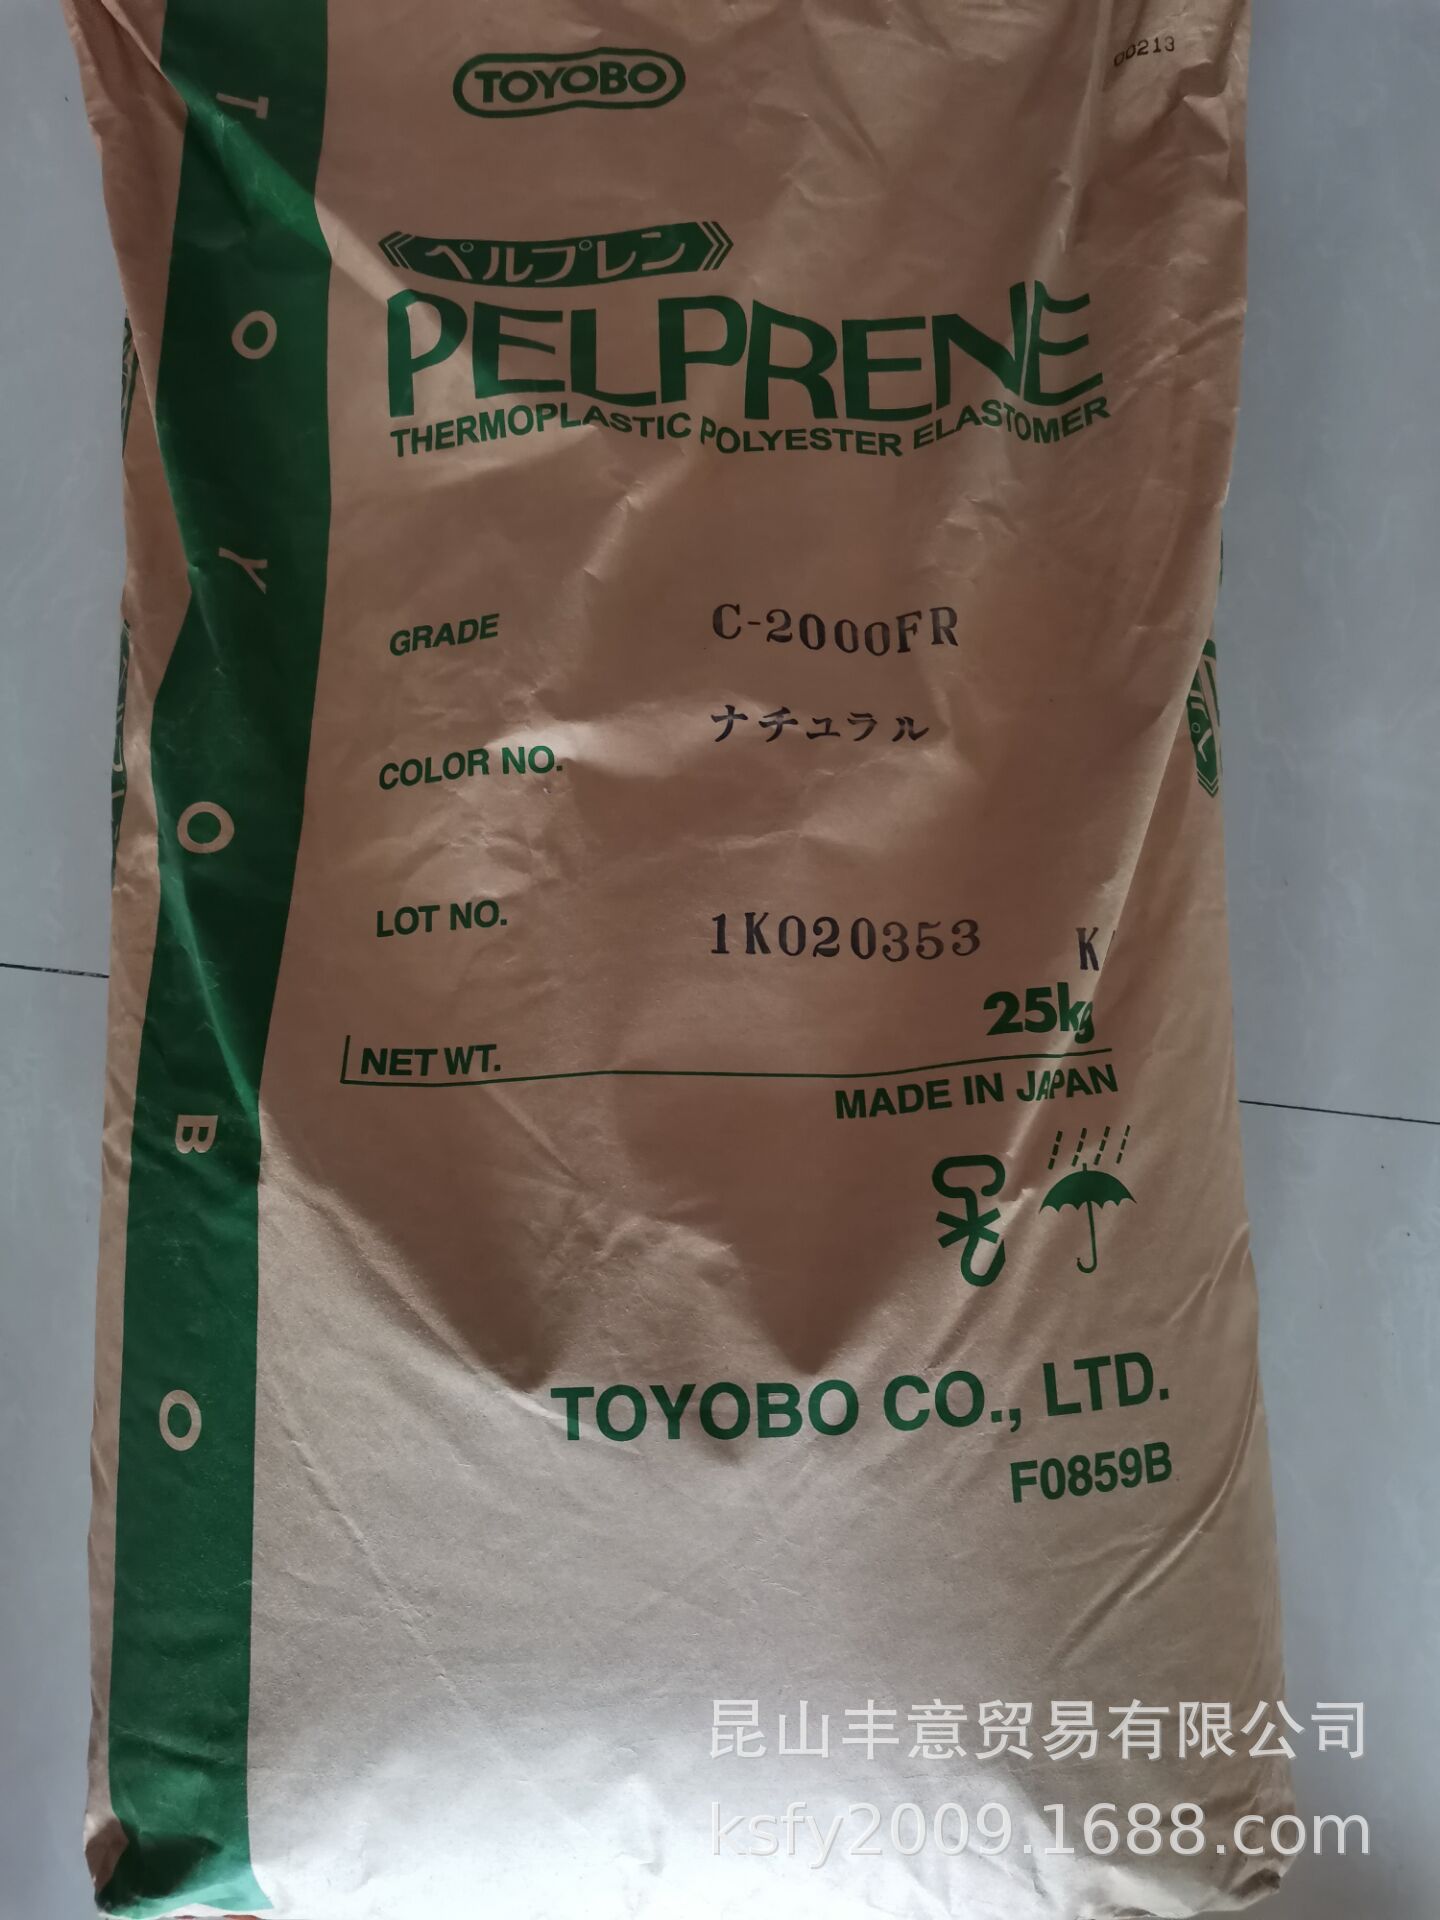 TOYOBO
00213
ペルプレン
PELPRENE
THERMOPLASTIC POLYESTER ELASTOMER
GRADE C-2000FR
COLOR NO. ナチュラル
LOT NO. 1K020353 K
NET WT. 25kg
MADE IN JAPAN
TOYOBO CO., LTD.
F0859B
TOYOBO
昆山丰意贸易有限公司
ksfy2009.1688.com